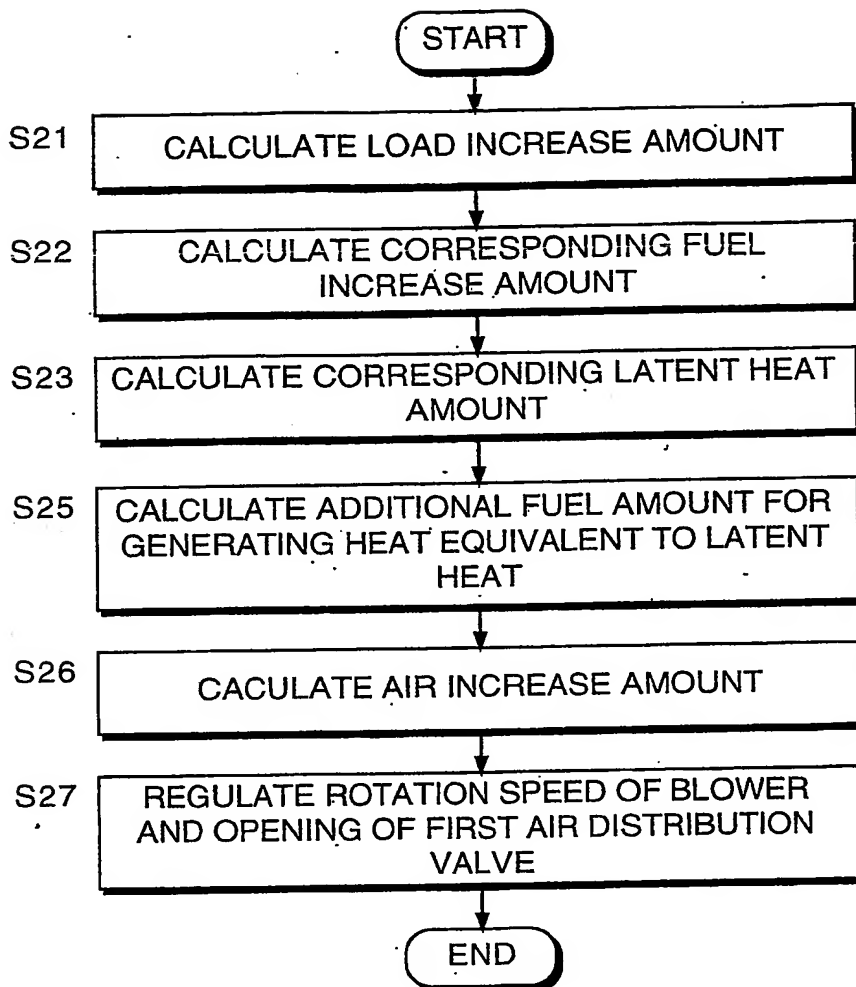 START
S21
CALCULATE LOAD INCREASE AMOUNT
S22
CALCULATE CORRESPONDING FUEL
INCREASE AMOUNT
S23
CALCULATE CORRESPONDING LATENT HEAT
AMOUNT
S25
CALCULATE ADDITIONAL FUEL AMOUNT FOR
GENERATING HEAT EQUIVALENT TO LATENT
HEAT
S26
CACULATE AIR INCREASE AMOUNT
S27
REGULATE ROTATION SPEED OF BLOWER
AND OPENING OF FIRST AIR DISTRIBUTION
VALVE
END